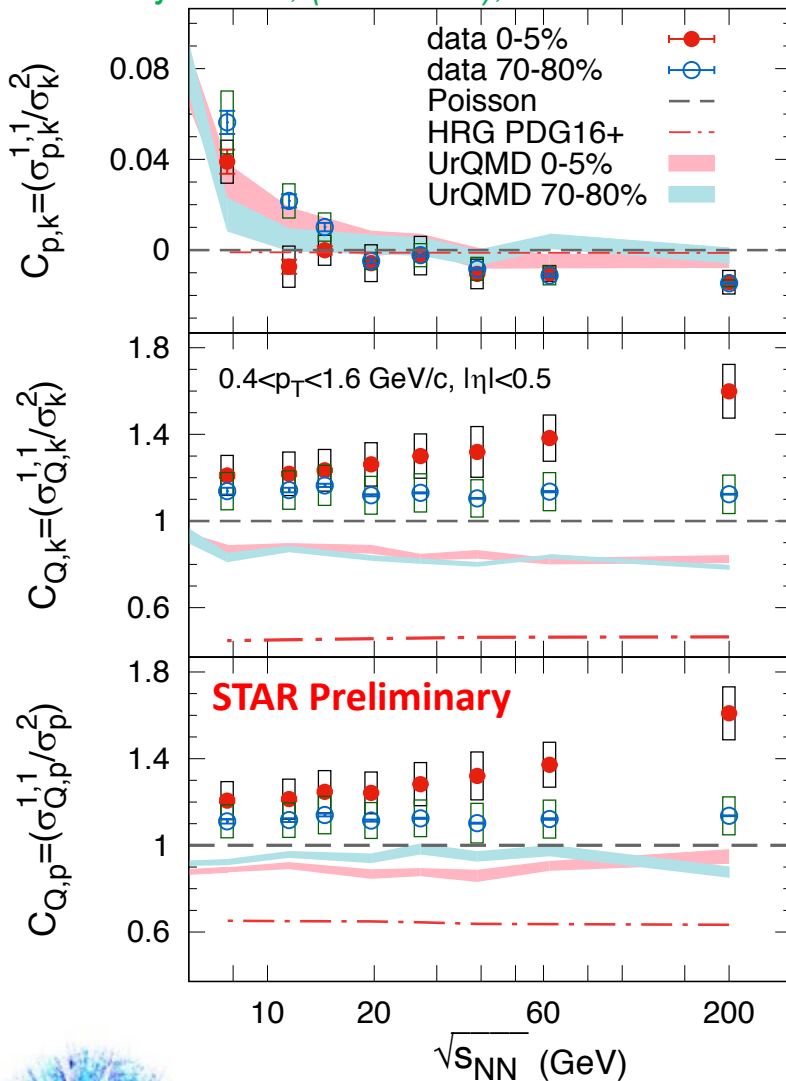 data 0-5%
data 70-80%
Poisson
HRG PDG16+
UrQMD 0-5%
UrQMD 70-80%
0.08
0.04
0
C_{p,k}=(σ^{1,1}_{p,k}/σ^2_k)
1.8
1.4
1
0.6
0.4<p_T<1.6 GeV/c, |η|<0.5
C_{Q,k}=(σ^{1,1}_{Q,k}/σ^2_k)
1.8
1.4
1
0.6
STAR Preliminary
C_{Q,p}=(σ^{1,1}_{Q,p}/σ^2_p)
10 20 60 200
√s_{NN} (GeV)